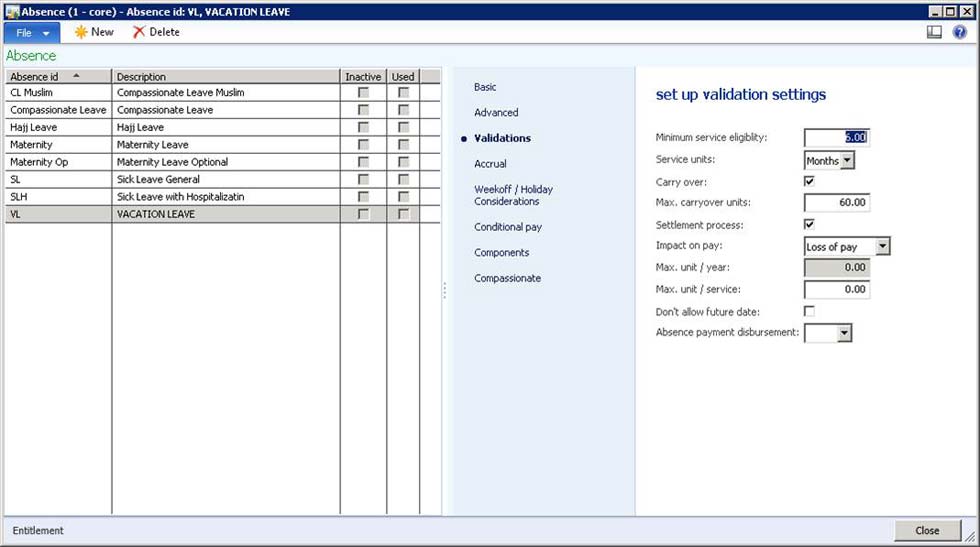 Absence (1 - core) - Absence id: VL, VACATION LEAVE
File New Delete
Absence
Absence id Description Inactive Used
CL Muslim Compassionate Leave Muslim
Compassionate Leave Compassionate Leave
Hajj Leave Hajj Leave
Maternity Maternity Leave
Maternity Op Maternity Leave Optional
SL Sick Leave General
SLH Sick Leave with Hospitalizatin
VL VACATION LEAVE
Basic
Advanced
Validations
Accrual
Weekoff / Holiday
Considerations
Conditional pay
Components
Compassionate
set up validation settings
Minimum service eligiblity: 6.00
Service units: Months
Carry over:
Max. carryover units: 60.00
Settlement process:
Impact on pay: Loss of pay
Max. unit / year: 0.00
Max. unit / service: 0.00
Don't allow future date:
Absence payment disbursement:
Entitlement
Close